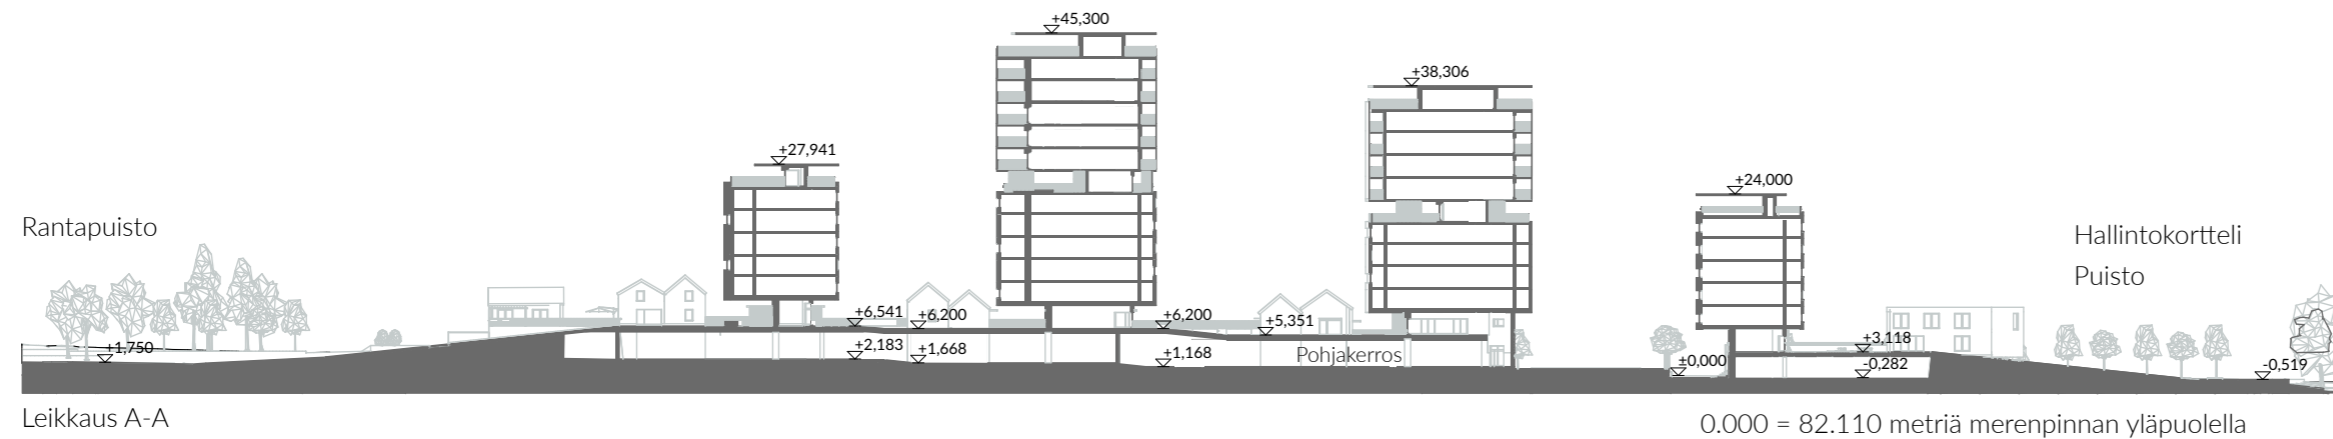 +45,300
+38,306
+27,941
+24,000
Rantapuisto
Hallintokortteli
Puisto
+6,541
+6,200
+6,200
+5,351
+1,750
+2,183
+1,668
+1,168
Pohjakerros
±0,000
+3,118
-0,282
-0,519
Leikkaus A-A
0.000 = 82.110 metriä merenpinnan yläpuolella